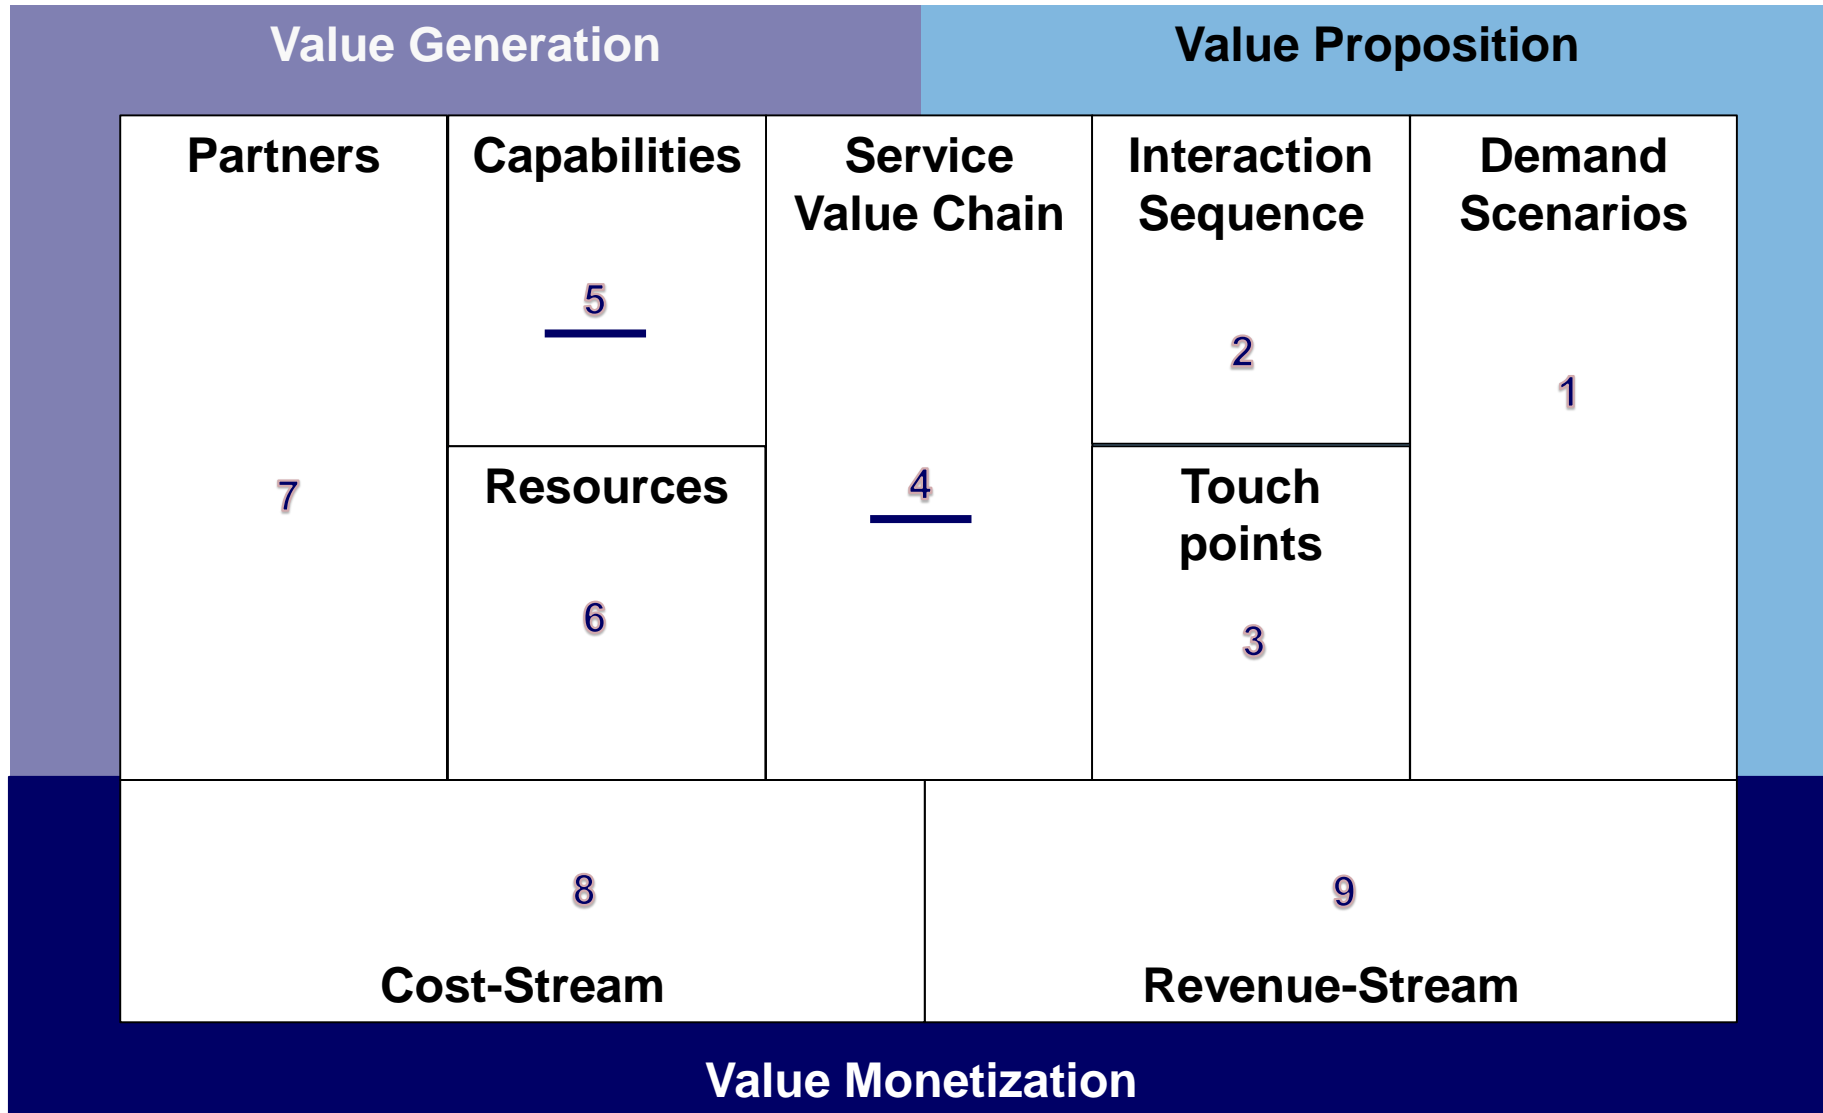 Value Generation
Value Proposition
Partners
7
Capabilities
5
Resources
6
Service
Value Chain
4
Interaction
Sequence
2
Touch
points
3
Demand
Scenarios
1
8
Cost-Stream
9
Revenue-Stream
Value Monetization